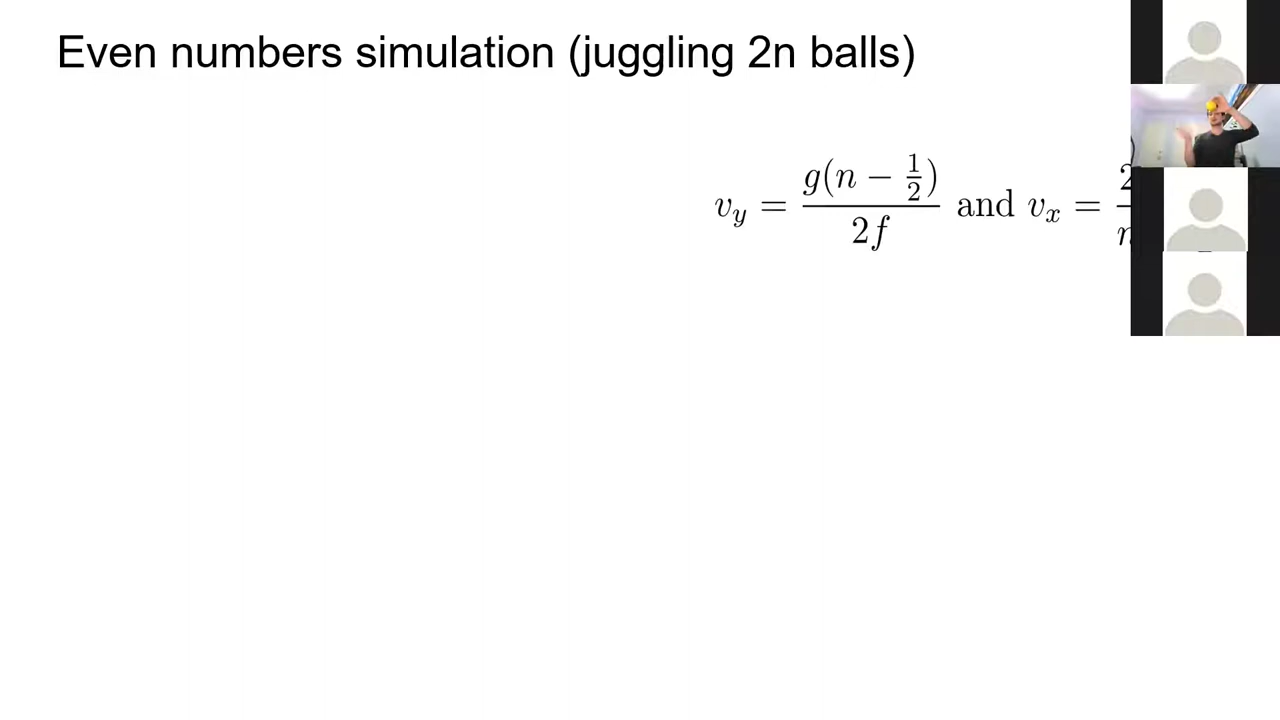 Even numbers simulation (juggling 2n balls)
v_y = g(n − 1/2) / 2f and v_x =